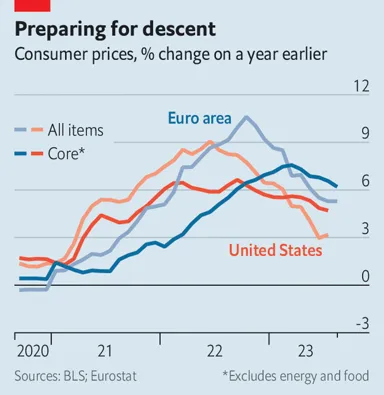 Preparing for descent
Consumer prices, % change on a year earlier
12
Euro area
All items
9
Core*
6
3
United States
0
-3
2020 21 22 23
Sources: BLS; Eurostat *Excludes energy and food